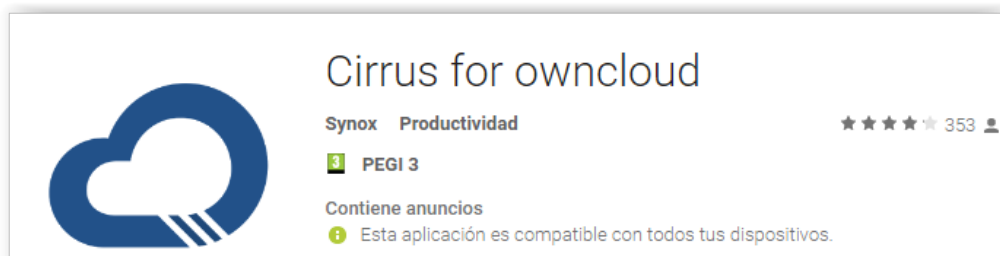 Cirrus for owncloud
Synox Productividad
353
3 PEGI 3
Contiene anuncios
Esta aplicación es compatible con todos tus dispositivos.